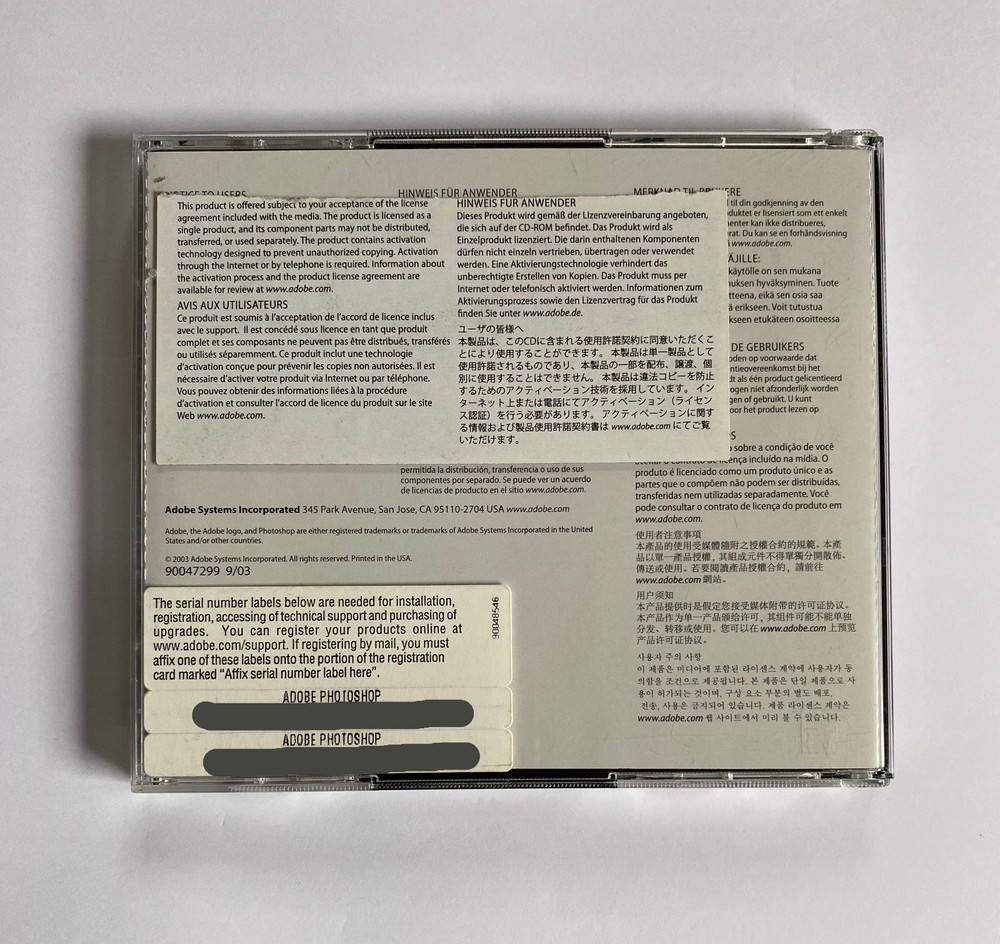 NOTICE TO USERS
This product is offered subject to your acceptance of the license
agreement included with the media. The product is licensed as a
single product, and its component parts may not be distributed,
transferred, or used separately. The product contains activation
technology designed to prevent unauthorized copying. Activation
through the Internet or by telephone is required. Information about
the activation process and the product license agreement are
available for review at www.adobe.com.
AVIS AUX UTILISATEURS
Ce produit est soumis à l'acceptation de l'accord de licence inclus
avec le support. Il est concédé sous licence en tant que produit
complet et ses composants ne peuvent pas être distribués, transférés
ou utilisés séparemment. Ce produit inclut une technologie
d'activation conçue pour prévenir les copies non autorisées. Il est
nécessaire d'activer votre produit via Internet ou par téléphone.
Vous pouvez obtenir des informations liées à la procédure
d'activation et consulter l'accord de licence du produit sur le site
Web www.adobe.com.
HINWEIS FÜR ANWENDER
HINWEIS FÜR ANWENDER
Dieses Produkt wird gemäß der Lizenzvereinbarung angeboten,
die sich auf der CD-ROM befindet. Das Produkt wird als
Einzelprodukt lizenziert. Die darin enthaltenen Komponenten
dürfen nicht einzeln vertrieben, übertragen oder verwendet
werden. Eine Aktivierungstechnologie verhindert das
unberechtigte Erstellen von Kopien. Das Produkt muss per
Internet oder telefonisch aktiviert werden. Informationen zum
Aktivierungsprozess sowie den Lizenzvertrag für das Produkt
finden Sie unter www.adobe.de.
ユーザの皆様へ
本製品は、このCDに含まれる使用許諾契約に同意いただくこ
とにより使用することができます。 本製品は単一製品として
使用許諾されるものであり、本製品の一部を配布、譲渡、個
別に使用することはできません。 本製品は違法コピーを防止
するためのアクティベーション技術を採用しています。 イン
ターネット上または電話にてアクティベーション（ライセン
ス認証）を行う必要があります。 アクティベーションに関す
る情報および製品使用許諾契約書は www.adobe.com にてご覧
いただけます。
permitida la distribución, transferencia o uso de sus
componentes por separado. Se puede ver un acuerdo
de licencias de producto en el sitio www.adobe.com.
MERKNAD TIL BRUKERE
til din godkjenning av den
duktet er lisensiert som ett enkelt
enter kan ikke distribueres,
rat. Du kan se en forhåndsvisning
www.adobe.com.
ÄJILLE:
käytölle on sen mukana
nuksen hyväksyminen. Tuote
tteena, eikä sen osia saa
ä erikseen. Voit tutustua
kseen etukäteen osoitteessa
DE GEBRUIKERS
oden op voorwaarde dat
ntieovereenkomst bij het
dt als één product gelicentieerd
ogen niet afzonderlijk worden
gen of gebruikt. U kunt
oor het product lezen op
S
sobre a condição de você
aceitar o contrato de licença incluído na mídia. O
produto é licenciado como um produto único e as
partes que o compõem não podem ser distribuídas,
transferidas nem utilizadas separadamente. Você
pode consultar o contrato de licença do produto em
www.adobe.com.
使用者注意事項
本產品的使用受媒體隨附之授權合約的規範。本產
品以單一產品授權，其組成元件不得單獨分開散佈、
傳送或使用。若要閱讀產品授權合約，請前往
www.adobe.com 網站。
用户须知
本产品提供时是假定您接受媒体附带的许可证协议。
本产品作为单一产品颁给许可，其组件可能不能单独
分发、转移或使用。您可以在 www.adobe.com 上预览
产品许可证协议。
사용자 주의 사항
이 제품은 미디어에 포함된 라이센스 계약에 사용자가 동
의함을 조건으로 제공됩니다. 본 제품은 단일 제품으로 사
용이 허가되는 것이며, 구성 요소 부분의 별도 배포,
전송, 사용은 금지되어 있습니다. 제품 라이센스 계약은
www.adobe.com 웹 사이트에서 미리 볼 수 있습니다.
Adobe Systems Incorporated 345 Park Avenue, San Jose, CA 95110-2704 USA www.adobe.com
Adobe, the Adobe logo, and Photoshop are either registered trademarks or trademarks of Adobe Systems Incorporated in the United
States and/or other countries.
© 2003 Adobe Systems Incorporated. All rights reserved. Printed in the USA.
90047299 9/03
The serial number labels below are needed for installation,
registration, accessing of technical support and purchasing of
upgrades. You can register your products online at
www.adobe.com/support. If registering by mail, you must
affix one of these labels onto the portion of the registration
card marked "Affix serial number label here".
90048546
ADOBE PHOTOSHOP
ADOBE PHOTOSHOP